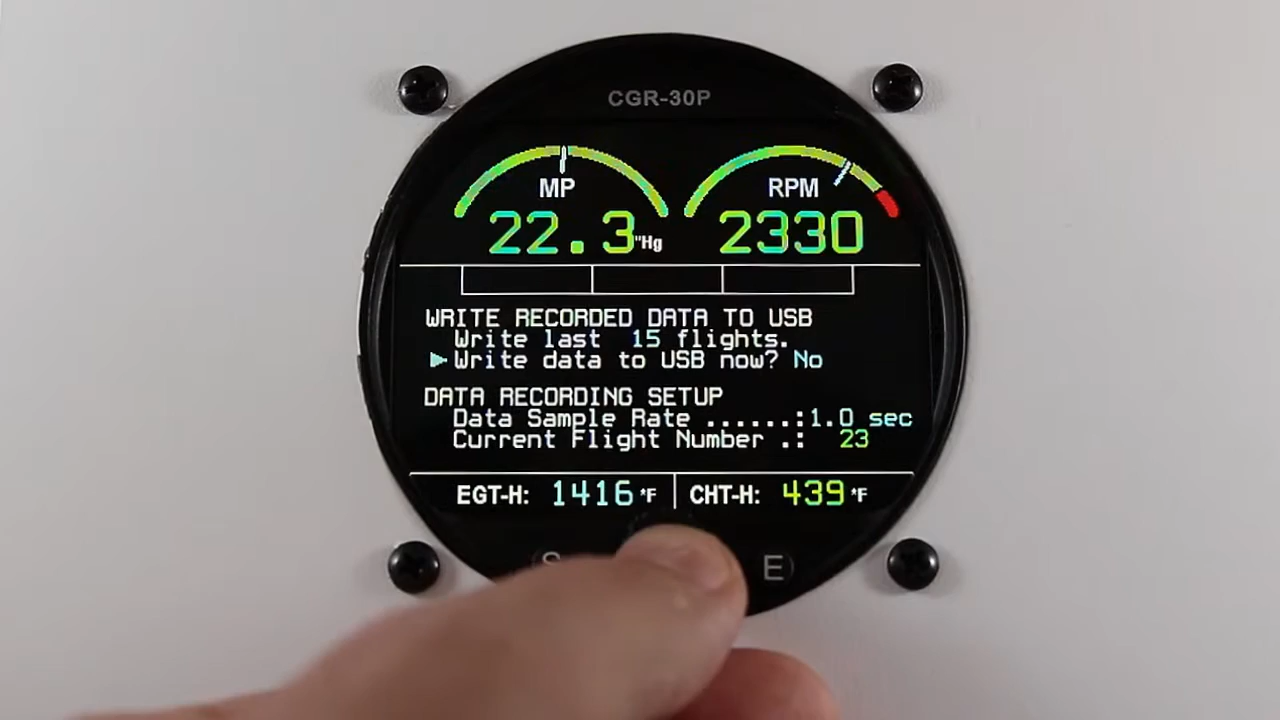 CGR-30P
MP RPM
22.3"Hg 2330
WRITE RECORDED DATA TO USB
Write last 15 flights.
Write data to USB now? No
DATA RECORDING SETUP
Data Sample Rate ......:1.0 sec
Current Flight Number .: 23
EGT-H: 1416°F CHT-H: 439°F
S E